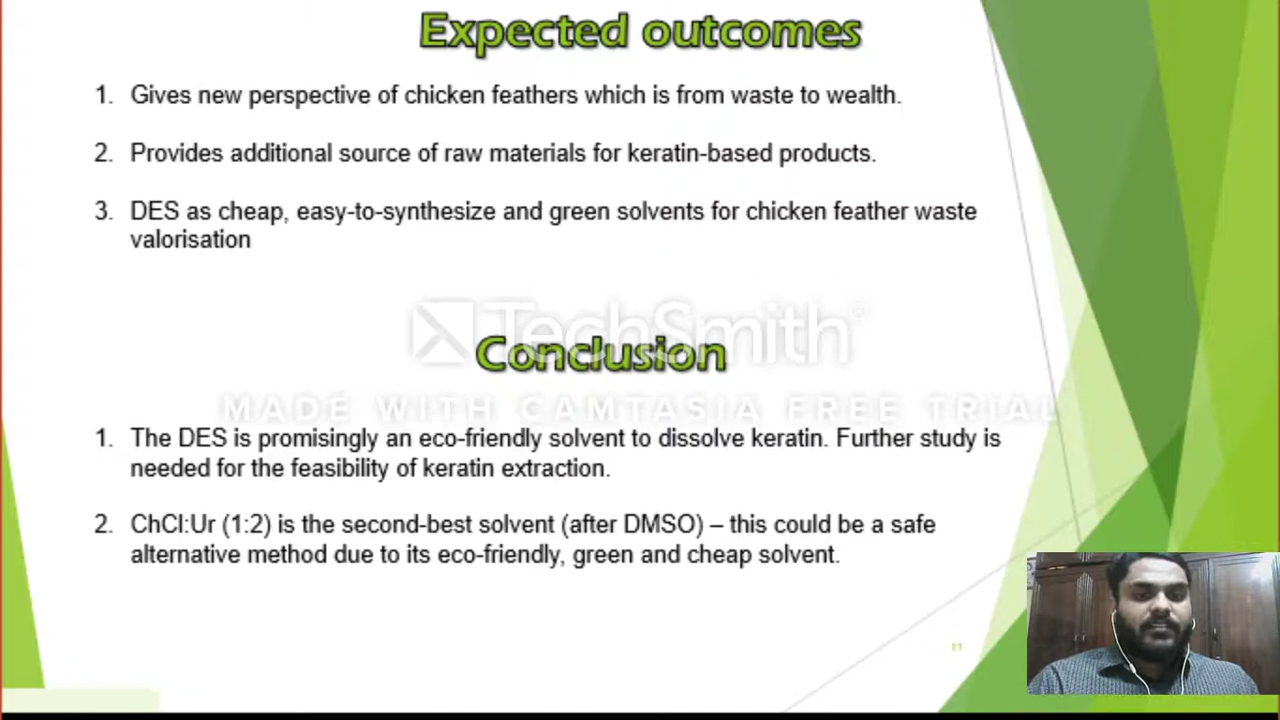 Expected outcomes
1. Gives new perspective of chicken feathers which is from waste to wealth.
2. Provides additional source of raw materials for keratin-based products.
3. DES as cheap, easy-to-synthesize and green solvents for chicken feather waste
valorisation
TechSmith
Conclusion
MADE WITH CAMTASIA FREE TRIAL
1. The DES is promisingly an eco-friendly solvent to dissolve keratin. Further study is
needed for the feasibility of keratin extraction.
2. ChCl:Ur (1:2) is the second-best solvent (after DMSO) – this could be a safe
alternative method due to its eco-friendly, green and cheap solvent.
11